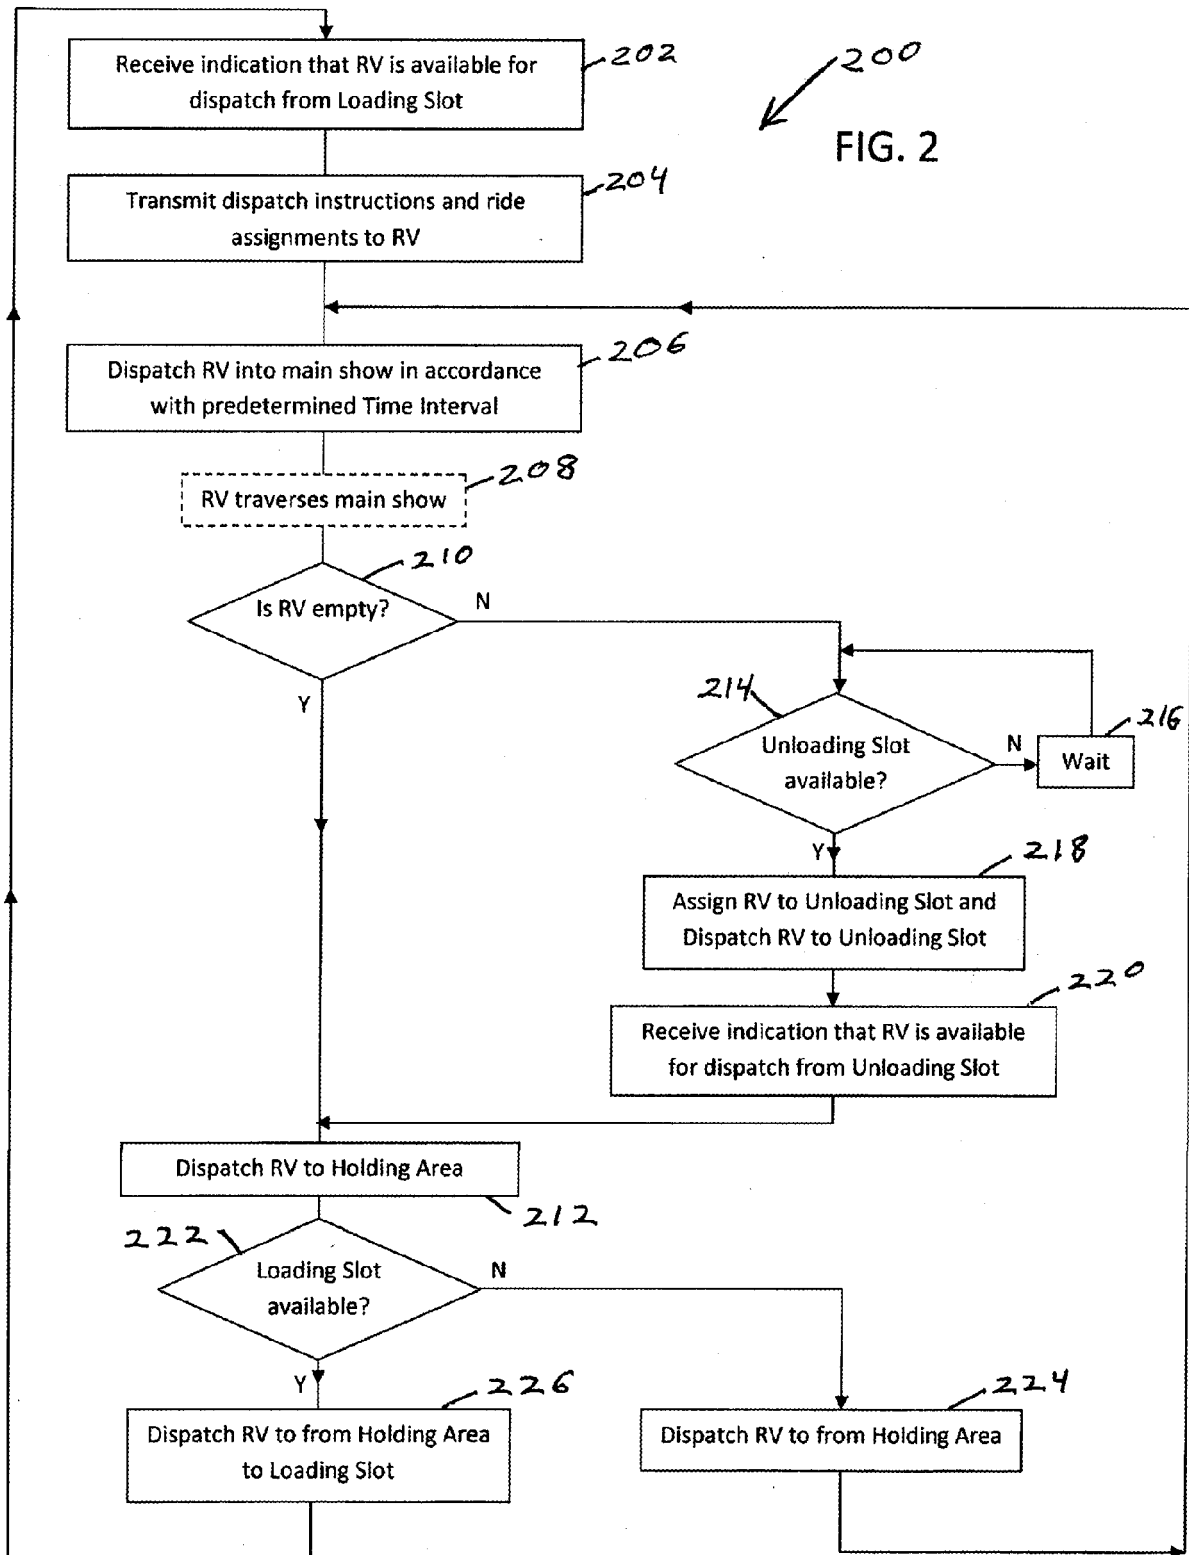 Receive indication that RV is available for
dispatch from Loading Slot
202
200
FIG. 2
Transmit dispatch instructions and ride
assignments to RV
204
Dispatch RV into main show in accordance
with predetermined Time Interval
206
RV traverses main show
208
Is RV empty?
210
N
Y
Unloading Slot
available?
214
N
Wait
216
Y
Assign RV to Unloading Slot and
Dispatch RV to Unloading Slot
218
Receive indication that RV is available
for dispatch from Unloading Slot
220
Dispatch RV to Holding Area
212
Loading Slot
available?
222
N
Y
Dispatch RV to from Holding Area
to Loading Slot
226
Dispatch RV to from Holding Area
224